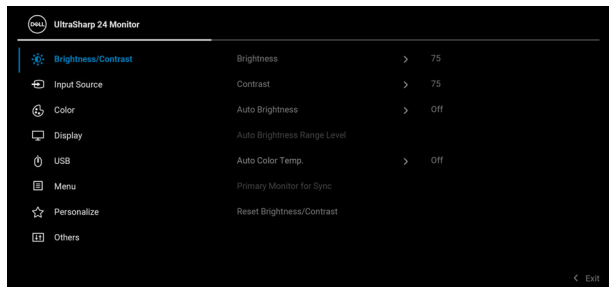 DELL UltraSharp 24 Monitor
Brightness/Contrast Brightness > 75
Input Source Contrast > 75
Color Auto Brightness > Off
Display Auto Brightness Range Level
USB Auto Color Temp. > Off
Menu Primary Monitor for Sync
Personalize Reset Brightness/Contrast
Others
< Exit